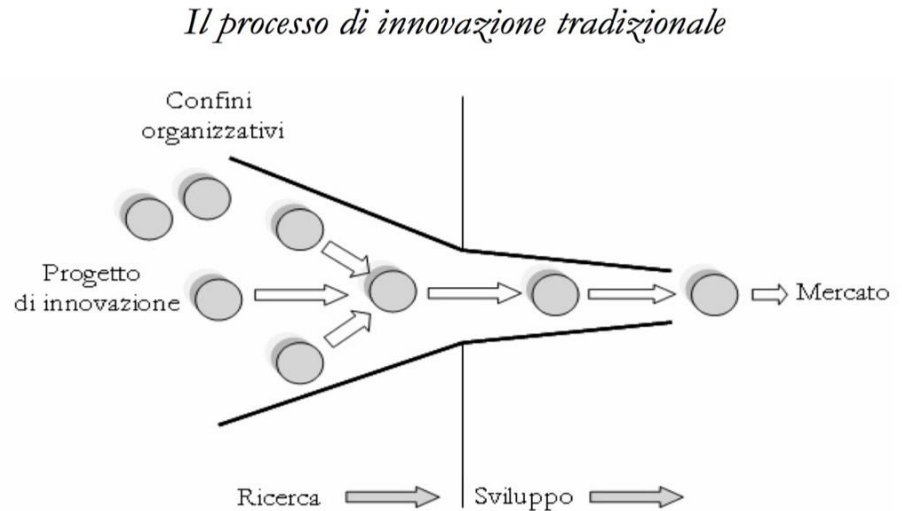 Il processo di innovazione tradizionale
Confini
organizzativi
Progetto
di innovazione
Mercato
Ricerca
Sviluppo